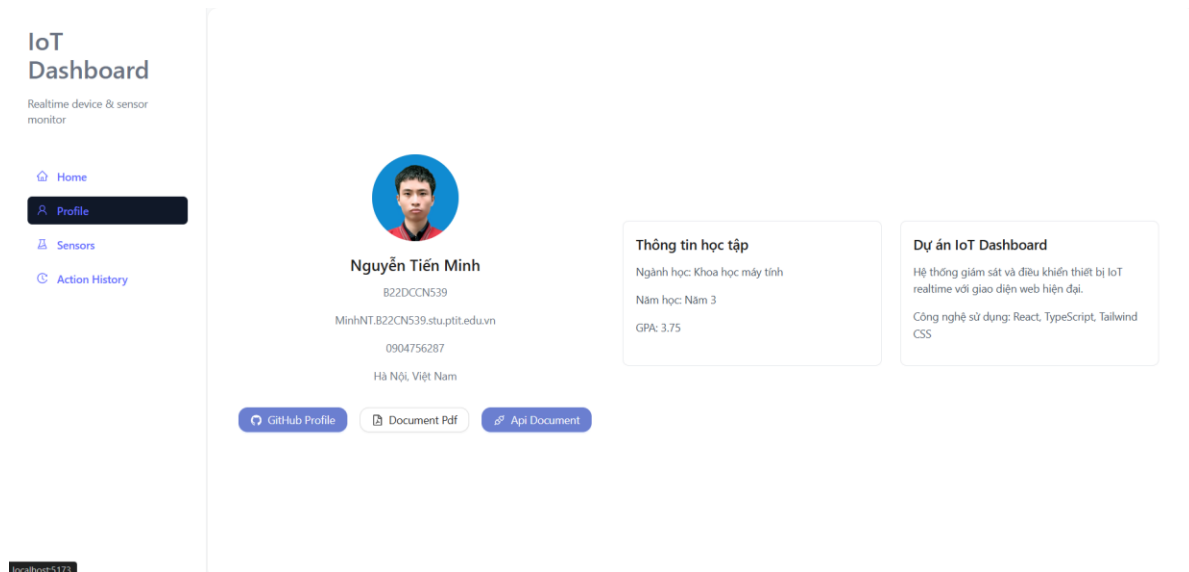 IoT
Dashboard
Realtime device & sensor
monitor
Home
Profile
Sensors
Action History
Nguyễn Tiến Minh
B22DCCN539
MinhNT.B22CN539.stu.ptit.edu.vn
0904756287
Hà Nội, Việt Nam
GitHub Profile
Document Pdf
Api Document
Thông tin học tập
Ngành học: Khoa học máy tính
Năm học: Năm 3
GPA: 3.75
Dự án IoT Dashboard
Hệ thống giám sát và điều khiển thiết bị IoT
realtime với giao diện web hiện đại.
Công nghệ sử dụng: React, TypeScript, Tailwind
CSS
localhost:5173